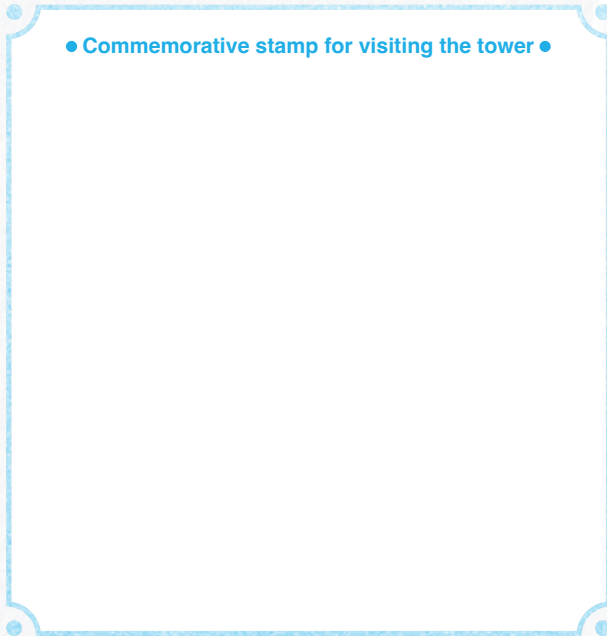 ● Commemorative stamp for visiting the tower ●